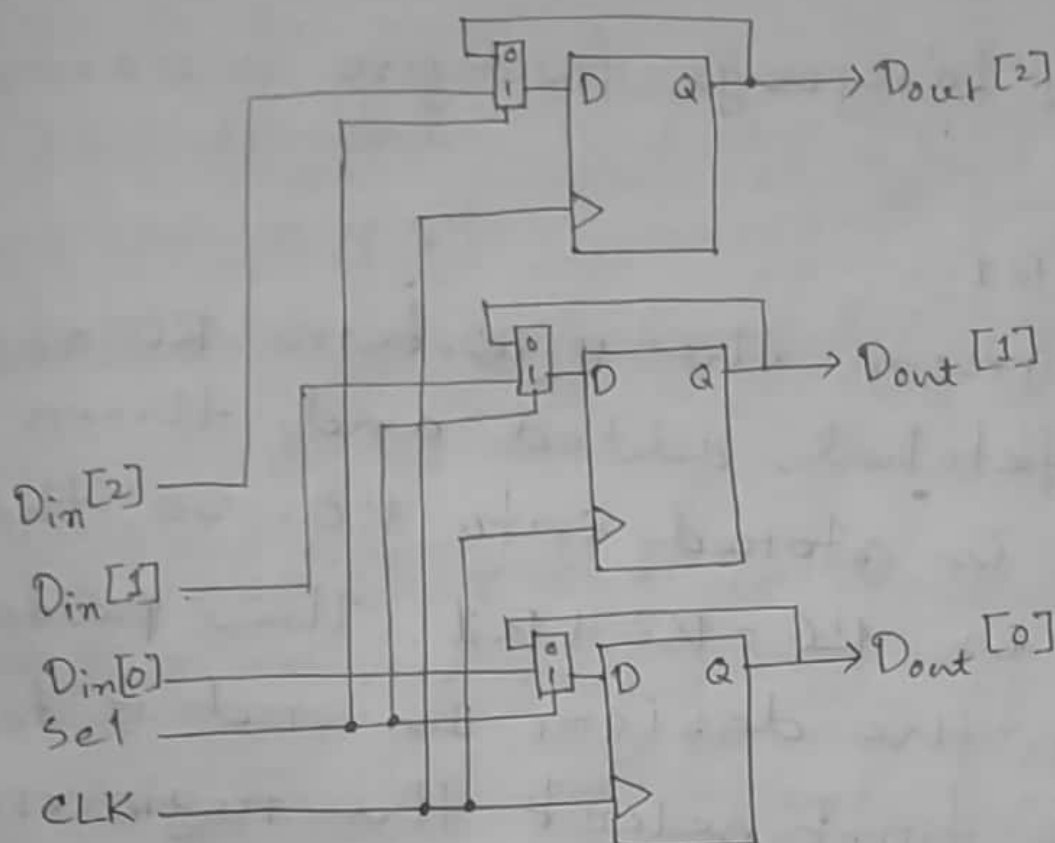 0
1
D Q
Dout [2]
0
1
D Q
Dout [1]
Din [2]
Din [1]
0
1
D Q
Dout [0]
Din[0]
Sel
CLK